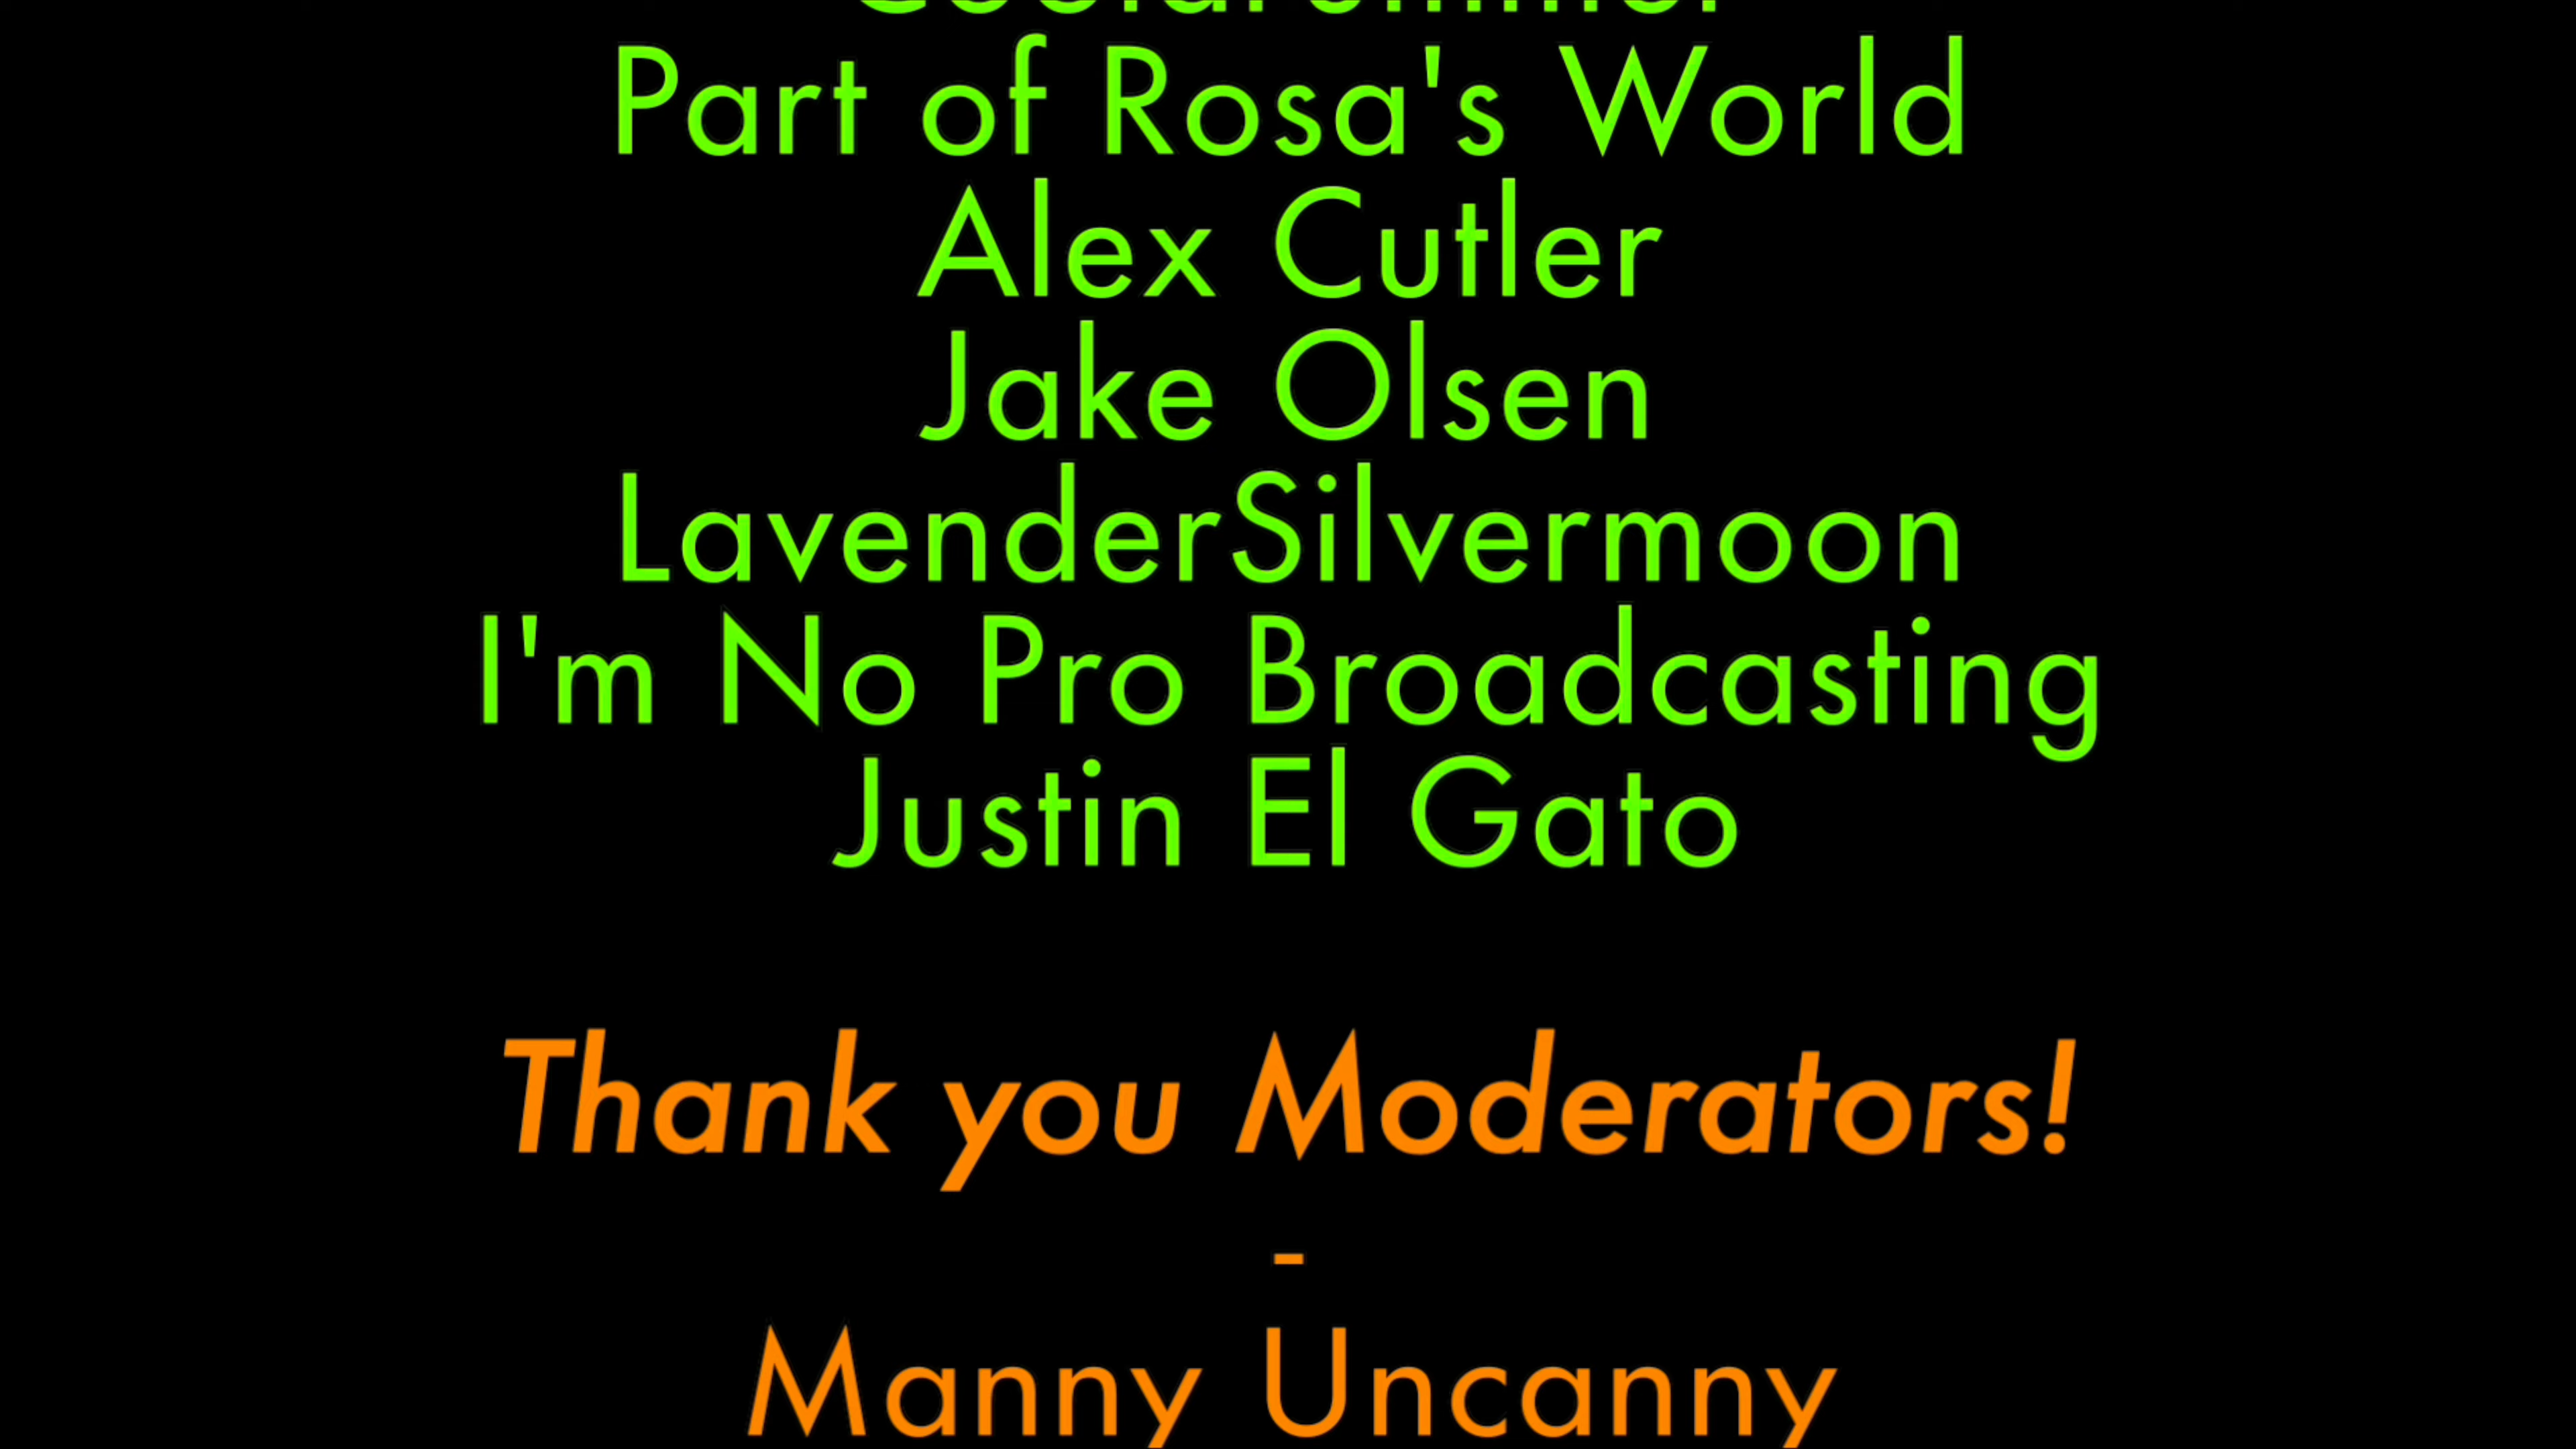 Part of Rosa's World
Alex Cutler
Jake Olsen
LavenderSilvermoon
I'm No Pro Broadcasting
Justin El Gato
Thank you Moderators!
-
Manny Uncanny